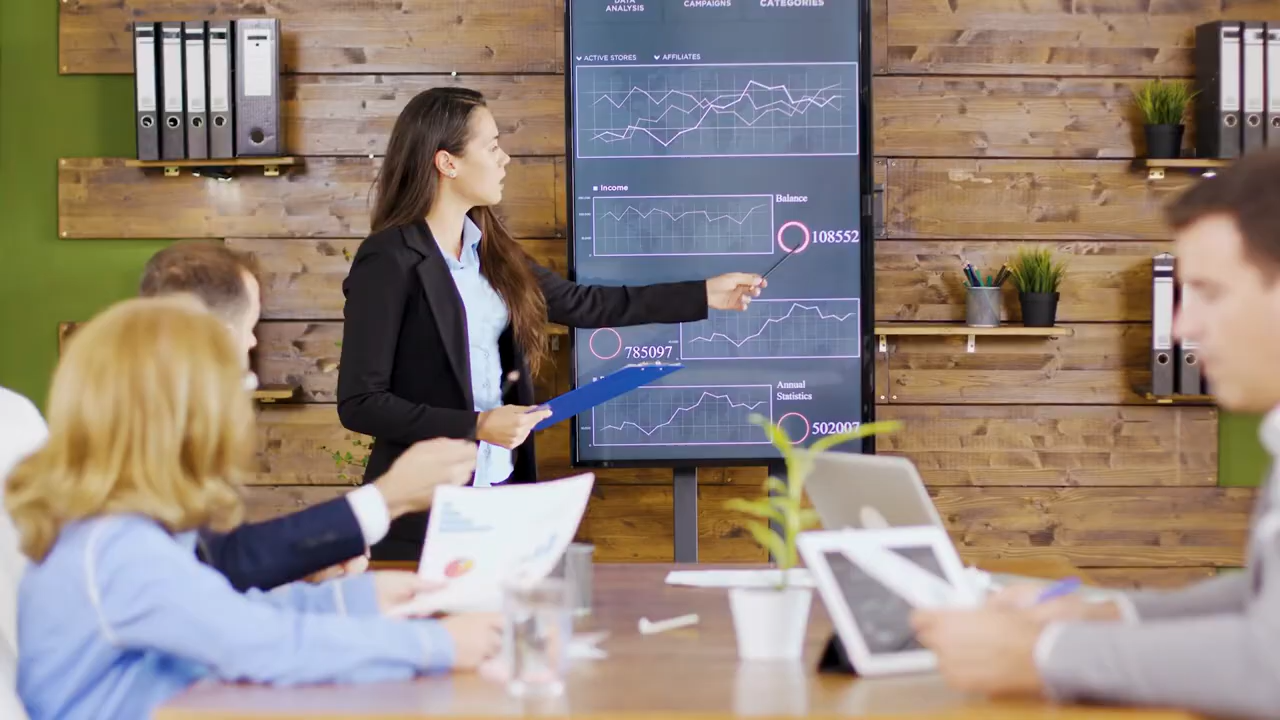 DATA
ANALYSIS
CAMPAIGNS
CATEGORIES
ACTIVE STORES
AFFILIATES
Income
Balance
108552
785097
Annual
Statistics
502007